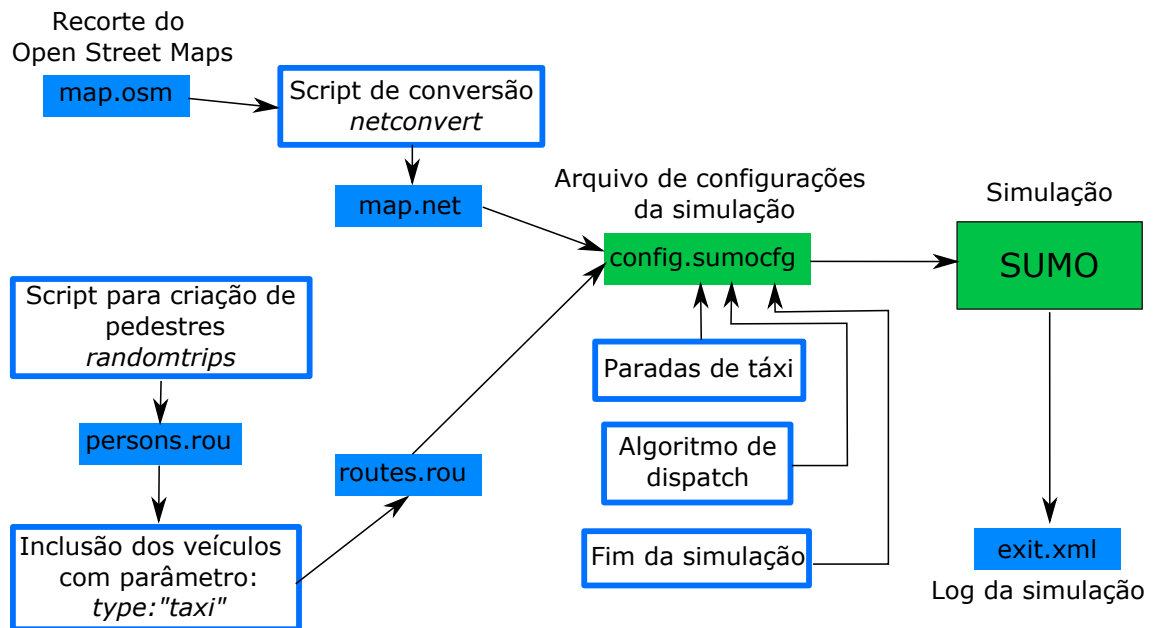 Recorte do
Open Street Maps
map.osm
Script de conversão
netconvert
map.net
Arquivo de configurações
da simulação
config.sumocfg
Simulação
SUMO
Script para criação de
pedestres
randomtrips
persons.rou
Inclusão dos veículos
com parâmetro:
type:"taxi"
routes.rou
Paradas de táxi
Algoritmo de
dispatch
Fim da simulação
exit.xml
Log da simulação